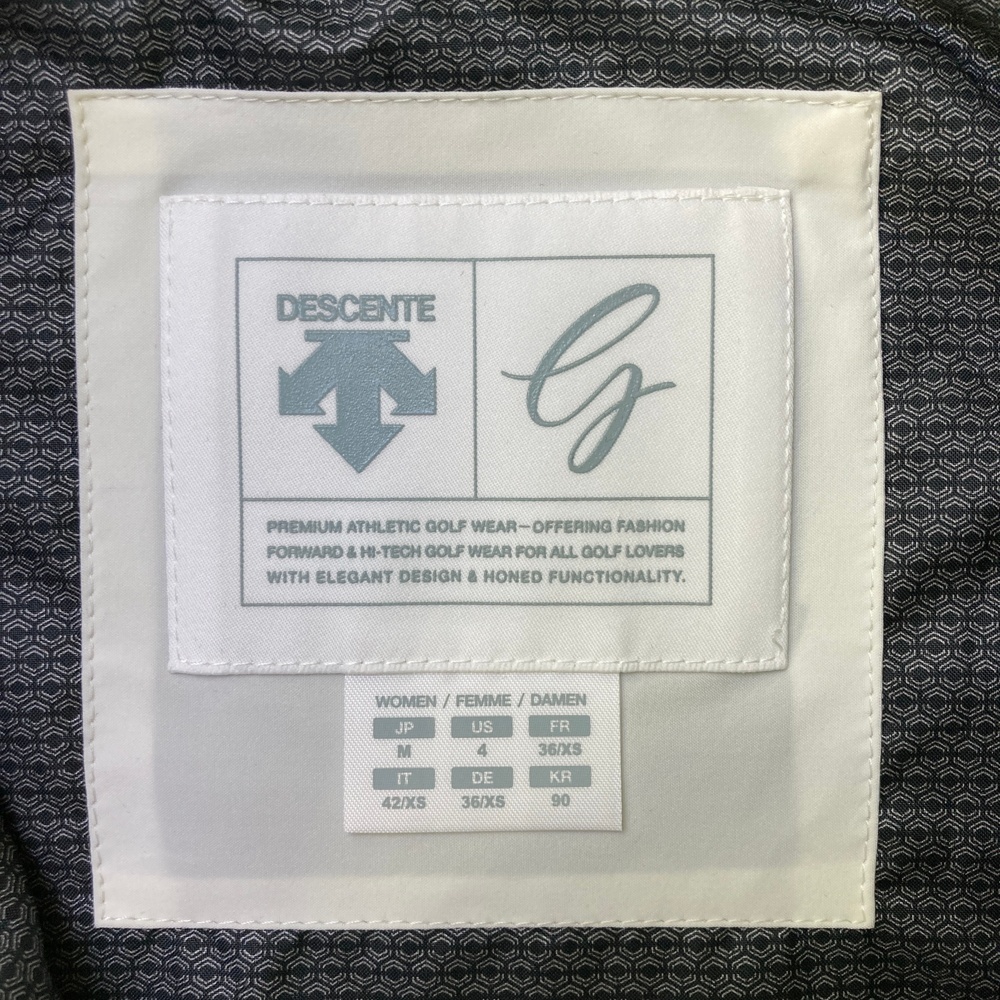 DESCENTE
G
PREMIUM ATHLETIC GOLF WEAR—OFFERING FASHION
FORWARD & HI-TECH GOLF WEAR FOR ALL GOLF LOVERS
WITH ELEGANT DESIGN & HONED FUNCTIONALITY.
WOMEN / FEMME / DAMEN
JP US FR
M 4 36/XS
IT DE KR
42/XS 36/XS 90